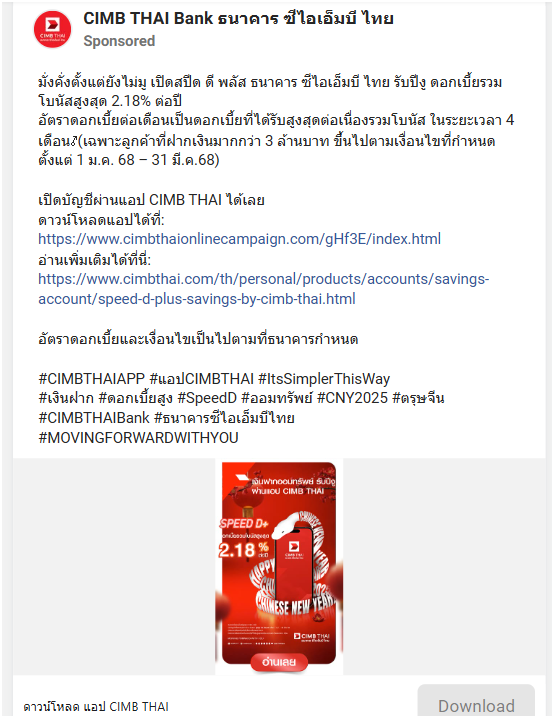 CIMB THAI Bank ธนาคาร ซีไอเอ็มบี ไทย
Sponsored
มั่งคั่งตั้งแต่ยังไม่มู เปิดสปีด ดี พลัส ธนาคาร ซีไอเอ็มบี ไทย รับปีงู ดอกเบี้ยรวม
โบนัสสูงสุด 2.18% ต่อปี
อัตราดอกเบี้ยต่อเดือนเป็นดอกเบี้ยที่ได้รับสูงสุดต่อเนื่องรวมโบนัส ในระยะเวลา 4
เดือน (เฉพาะลูกค้าที่ฝากเงินมากกว่า 3 ล้านบาท ขึ้นไปตามเงื่อนไขที่กำหนด
ตั้งแต่ 1 ม.ค. 68 – 31 มี.ค.68)
เปิดบัญชีผ่านแอป CIMB THAI ได้เลย
ดาวน์โหลดแอปได้ที่:
https://www.cimbthaionlinecampaign.com/gHf3E/index.html
อ่านเพิ่มเติมได้ที่นี่:
https://www.cimbthai.com/th/personal/products/accounts/savings-
account/speed-d-plus-savings-by-cimb-thai.html
อัตราดอกเบี้ยและเงื่อนไขเป็นไปตามที่ธนาคารกำหนด
#CIMBTHAIAPP #แอปCIMBTHAI #ItsSimplerThisWay
#เงินฝาก #ดอกเบี้ยสูง #SpeedD #ออมทรัพย์ #CNY2025 #ตรุษจีน
#CIMBTHAIBank #ธนาคารซีไอเอ็มบีไทย
#MOVINGFORWARDWITHYOU
เงินฝากออมทรัพย์ รับปีงู
ผ่านแอป CIMB THAI
SPEED D+
ดอกเบี้ยรวมโบนัสสูงสุด
2.18 % ต่อปี
CIMB THAI
HAPPY
CHINESE NEW YEAR
CIMB THAI
อ่านเลย
ดาวน์โหลด แอป CIMB THAI
Download